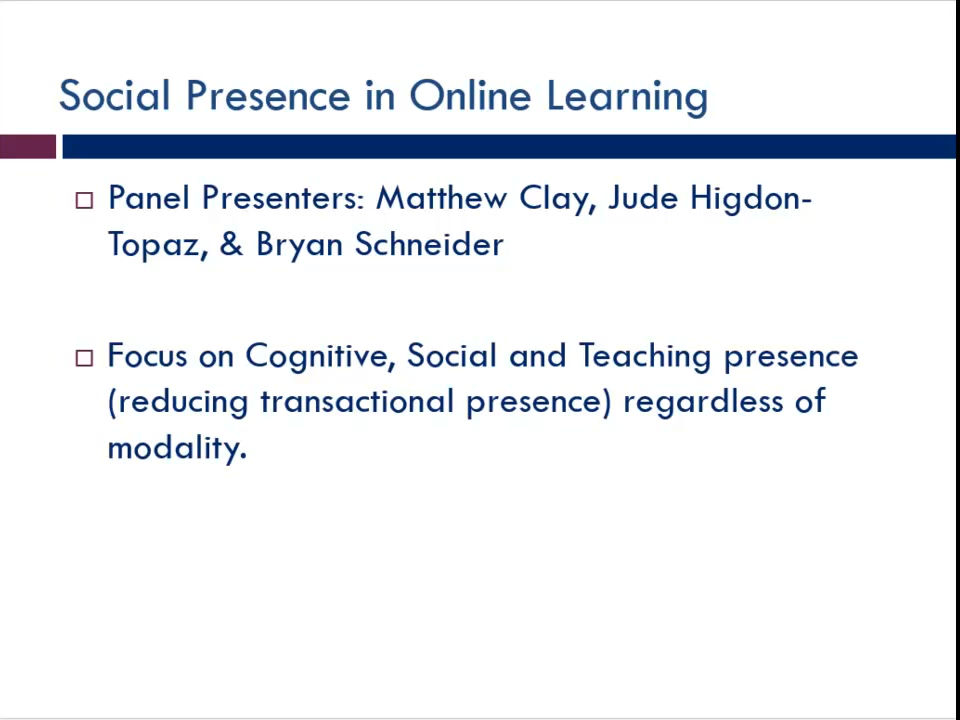 Social Presence in Online Learning
Panel Presenters: Matthew Clay, Jude Higdon-
Topaz, & Bryan Schneider
Focus on Cognitive, Social and Teaching presence
(reducing transactional presence) regardless of
modality.